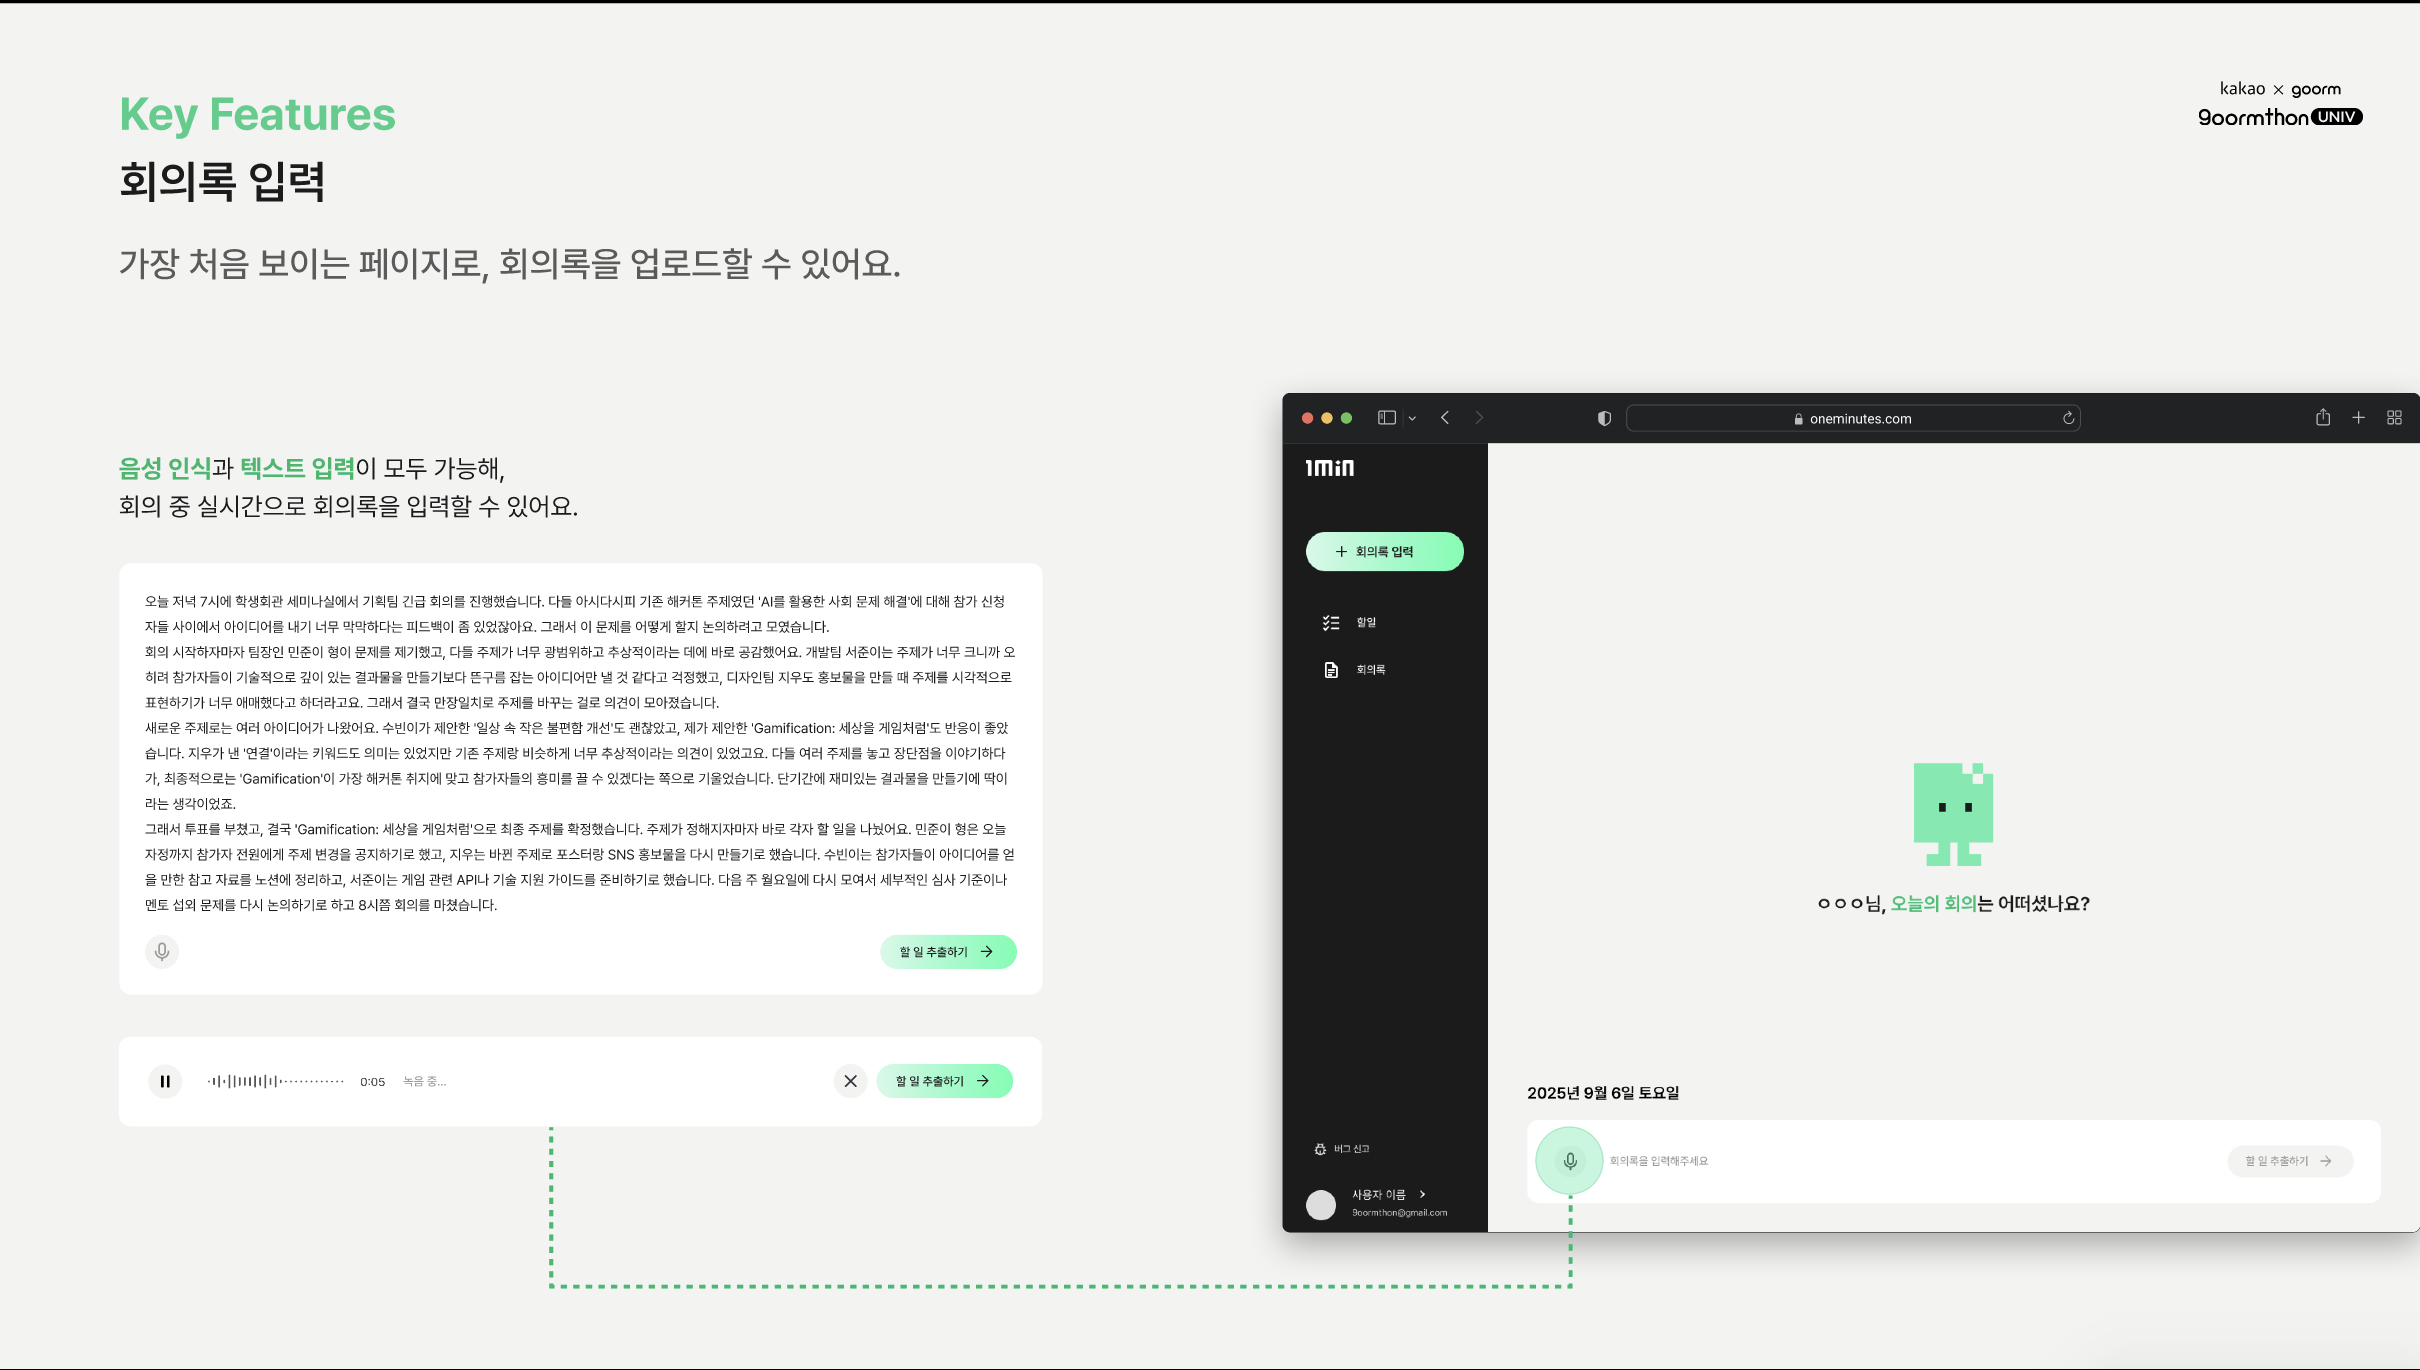 Key Features
회의록 입력
가장 처음 보이는 페이지로, 회의록을 업로드할 수 있어요.
kakao × goorm
9oormthon UNIV
음성 인식과 텍스트 입력이 모두 가능해,
회의 중 실시간으로 회의록을 입력할 수 있어요.
오늘 저녁 7시에 학생회관 세미나실에서 기획팀 긴급 회의를 진행했습니다. 다들 아시다시피 기존 해커톤 주제였던 'AI를 활용한 사회 문제 해결'에 대해 참가 신청
자들 사이에서 아이디어를 내기 너무 막막하다는 피드백이 좀 있었잖아요. 그래서 이 문제를 어떻게 할지 논의하려고 모였습니다.
회의 시작하자마자 팀장인 민준이 형이 문제를 제기했고, 다들 주제가 너무 광범위하고 추상적이라는 데에 바로 공감했어요. 개발팀 서준이는 주제가 너무 크니까 오
히려 참가자들이 기술적으로 깊이 있는 결과물을 만들기보다 뜬구름 잡는 아이디어만 낼 것 같다고 걱정했고, 디자인팀 지우도 홍보물을 만들 때 주제를 시각적으로
표현하기가 너무 애매했다고 하더라고요. 그래서 결국 만장일치로 주제를 바꾸는 걸로 의견이 모아졌습니다.
새로운 주제로는 여러 아이디어가 나왔어요. 수빈이가 제안한 '일상 속 작은 불편함 개선'도 괜찮았고, 제가 제안한 'Gamification: 세상을 게임처럼'도 반응이 좋았
습니다. 지우가 낸 '연결'이라는 키워드도 의미는 있었지만 기존 주제랑 비슷하게 너무 추상적이라는 의견이 있었고요. 다들 여러 주제를 놓고 장단점을 이야기하다
가, 최종적으로는 'Gamification'이 가장 해커톤 취지에 맞고 참가자들의 흥미를 끌 수 있겠다는 쪽으로 기울었습니다. 단기간에 재미있는 결과물을 만들기에 딱이
라는 생각이었죠.
그래서 투표를 부쳤고, 결국 'Gamification: 세상을 게임처럼'으로 최종 주제를 확정했습니다. 주제가 정해지자마자 바로 각자 할 일을 나눴어요. 민준이 형은 오늘
자정까지 참가자 전원에게 주제 변경을 공지하기로 했고, 지우는 바뀐 주제로 포스터랑 SNS 홍보물을 다시 만들기로 했습니다. 수빈이는 참가자들이 아이디어를 얻
을 만한 참고 자료를 노션에 정리하고, 서준이는 게임 관련 API나 기술 지원 가이드를 준비하기로 했습니다. 다음 주 월요일에 다시 모여서 세부적인 심사 기준이나
멘토 섭외 문제를 다시 논의하기로 하고 8시쯤 회의를 마쳤습니다.
할 일 추출하기
0:05 녹음 중...
할 일 추출하기
oneminutes.com
1min
회의록 입력
할일
회의록
버그 신고
사용자 이름
9oormthon@gmail.com
ㅇㅇㅇ님, 오늘의 회의는 어떠셨나요?
2025년 9월 6일 토요일
회의록을 입력해주세요
할 일 추출하기